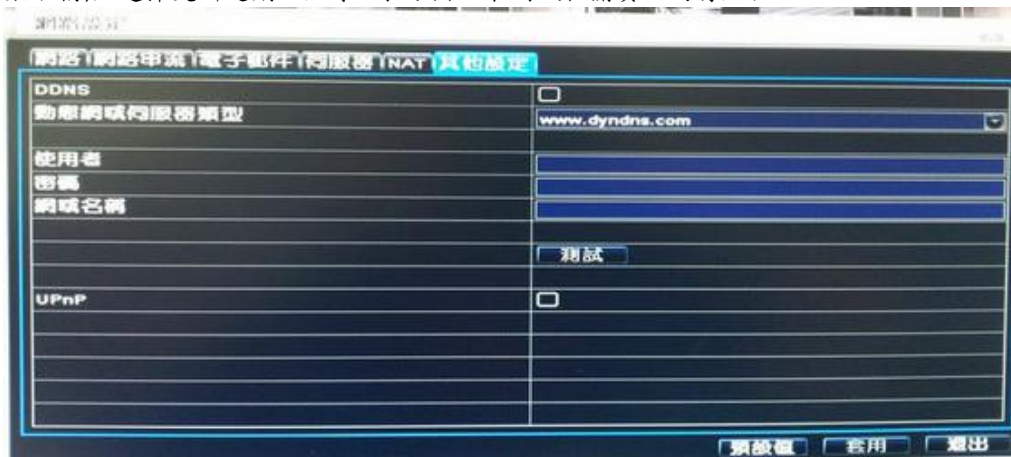 網路 網路串流 電子郵件 伺服器 NAT 其他設定
DDNS
動態網域伺服器類型 www.dyndns.com
使用者
密碼
網域名稱
測試
UPnP
預設值 套用 退出